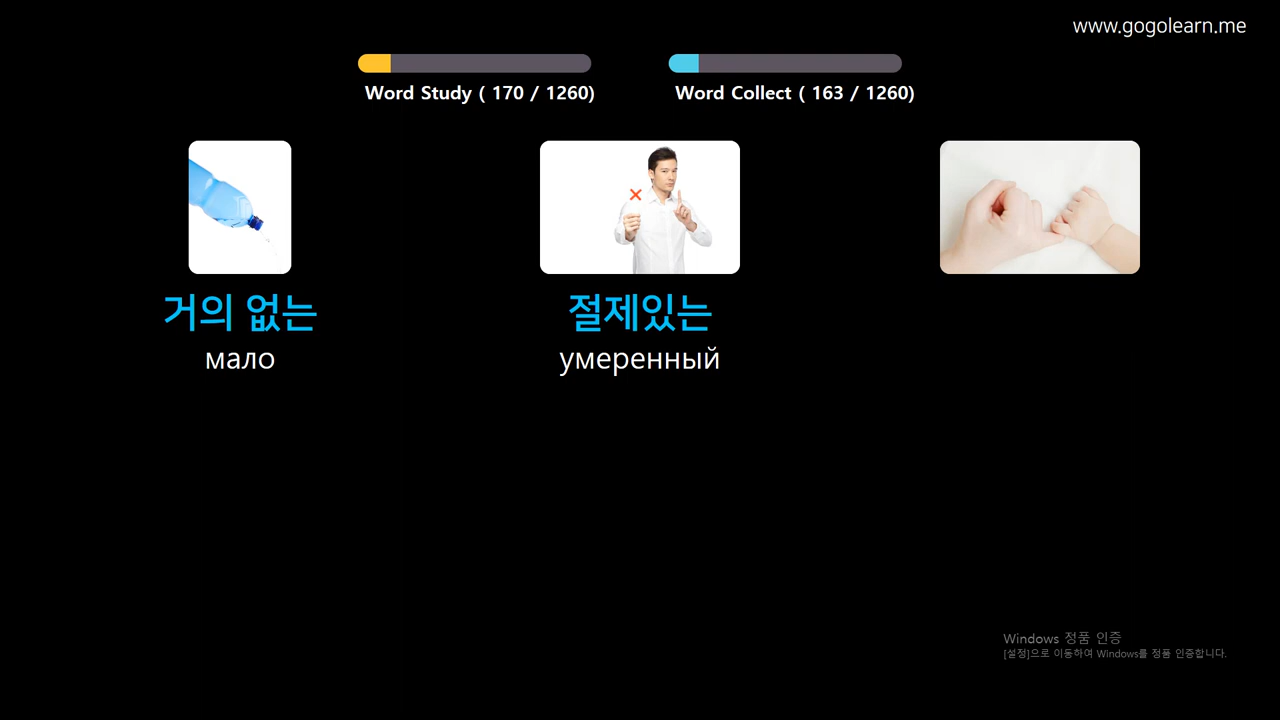 www.gogolearn.me
Word Study ( 170 / 1260)
Word Collect ( 163 / 1260)
거의 없는
мало
절제있는
умеренный
Windows 정품 인증
[설정]으로 이동하여 Windows를 정품 인증합니다.